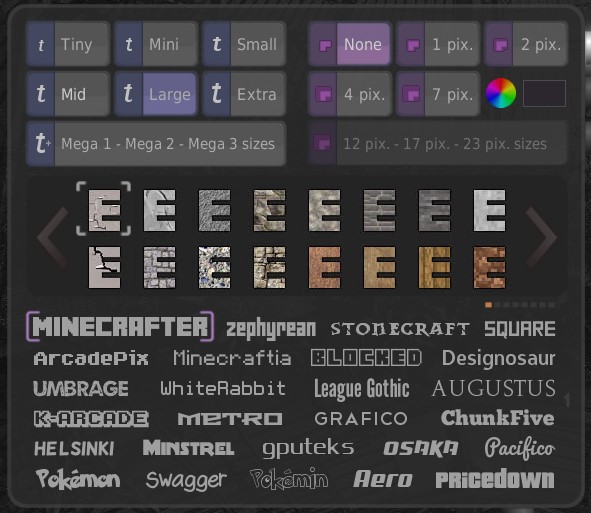 t Tiny t Mini t Small None 1 pix. 2 pix.
t Mid t Large t Extra 4 pix. 7 pix.
t+ Mega 1 - Mega 2 - Mega 3 sizes 12 pix. - 17 pix. - 23 pix. sizes
E E E E E E E E
E E E E E E E E
MINECRAFTER zephyrean STONECRAFT SQUARE
ArcadePix Minecraftia BLOCKED Designosaur
UMBRAGE WhiteRabbit League Gothic AUGUSTUS 1
K-ARCADE METRO GRAFICO ChunkFive
HELSINKI MINSTREL gputeks OSAKA Pacifico
Pokémon Swagger Pokémin Aero PRICEDOWN